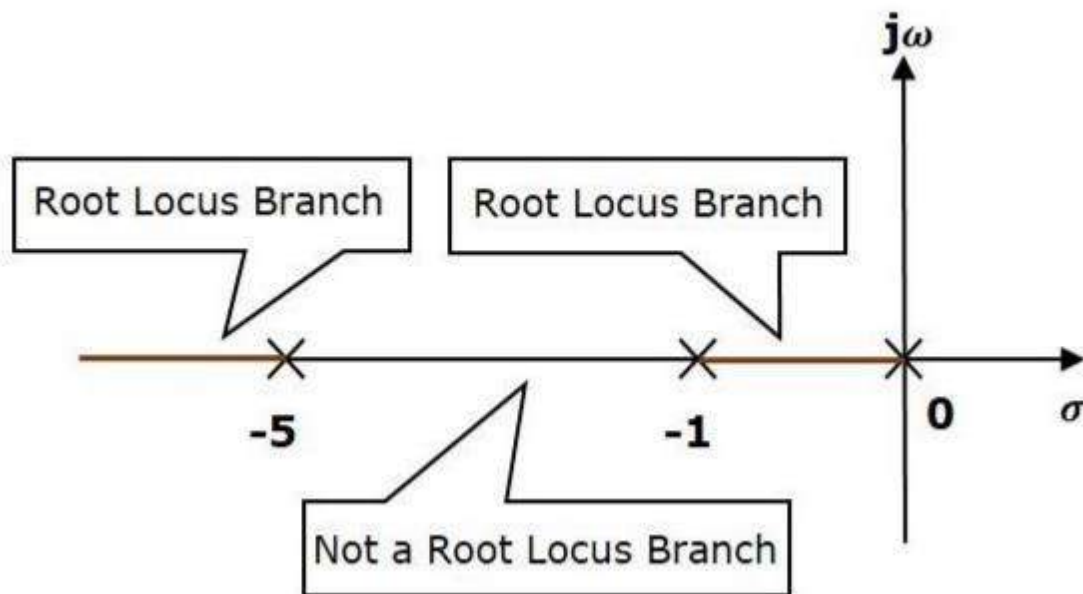 jω
Root Locus Branch
Root Locus Branch
-5
-1
0
σ
Not a Root Locus Branch